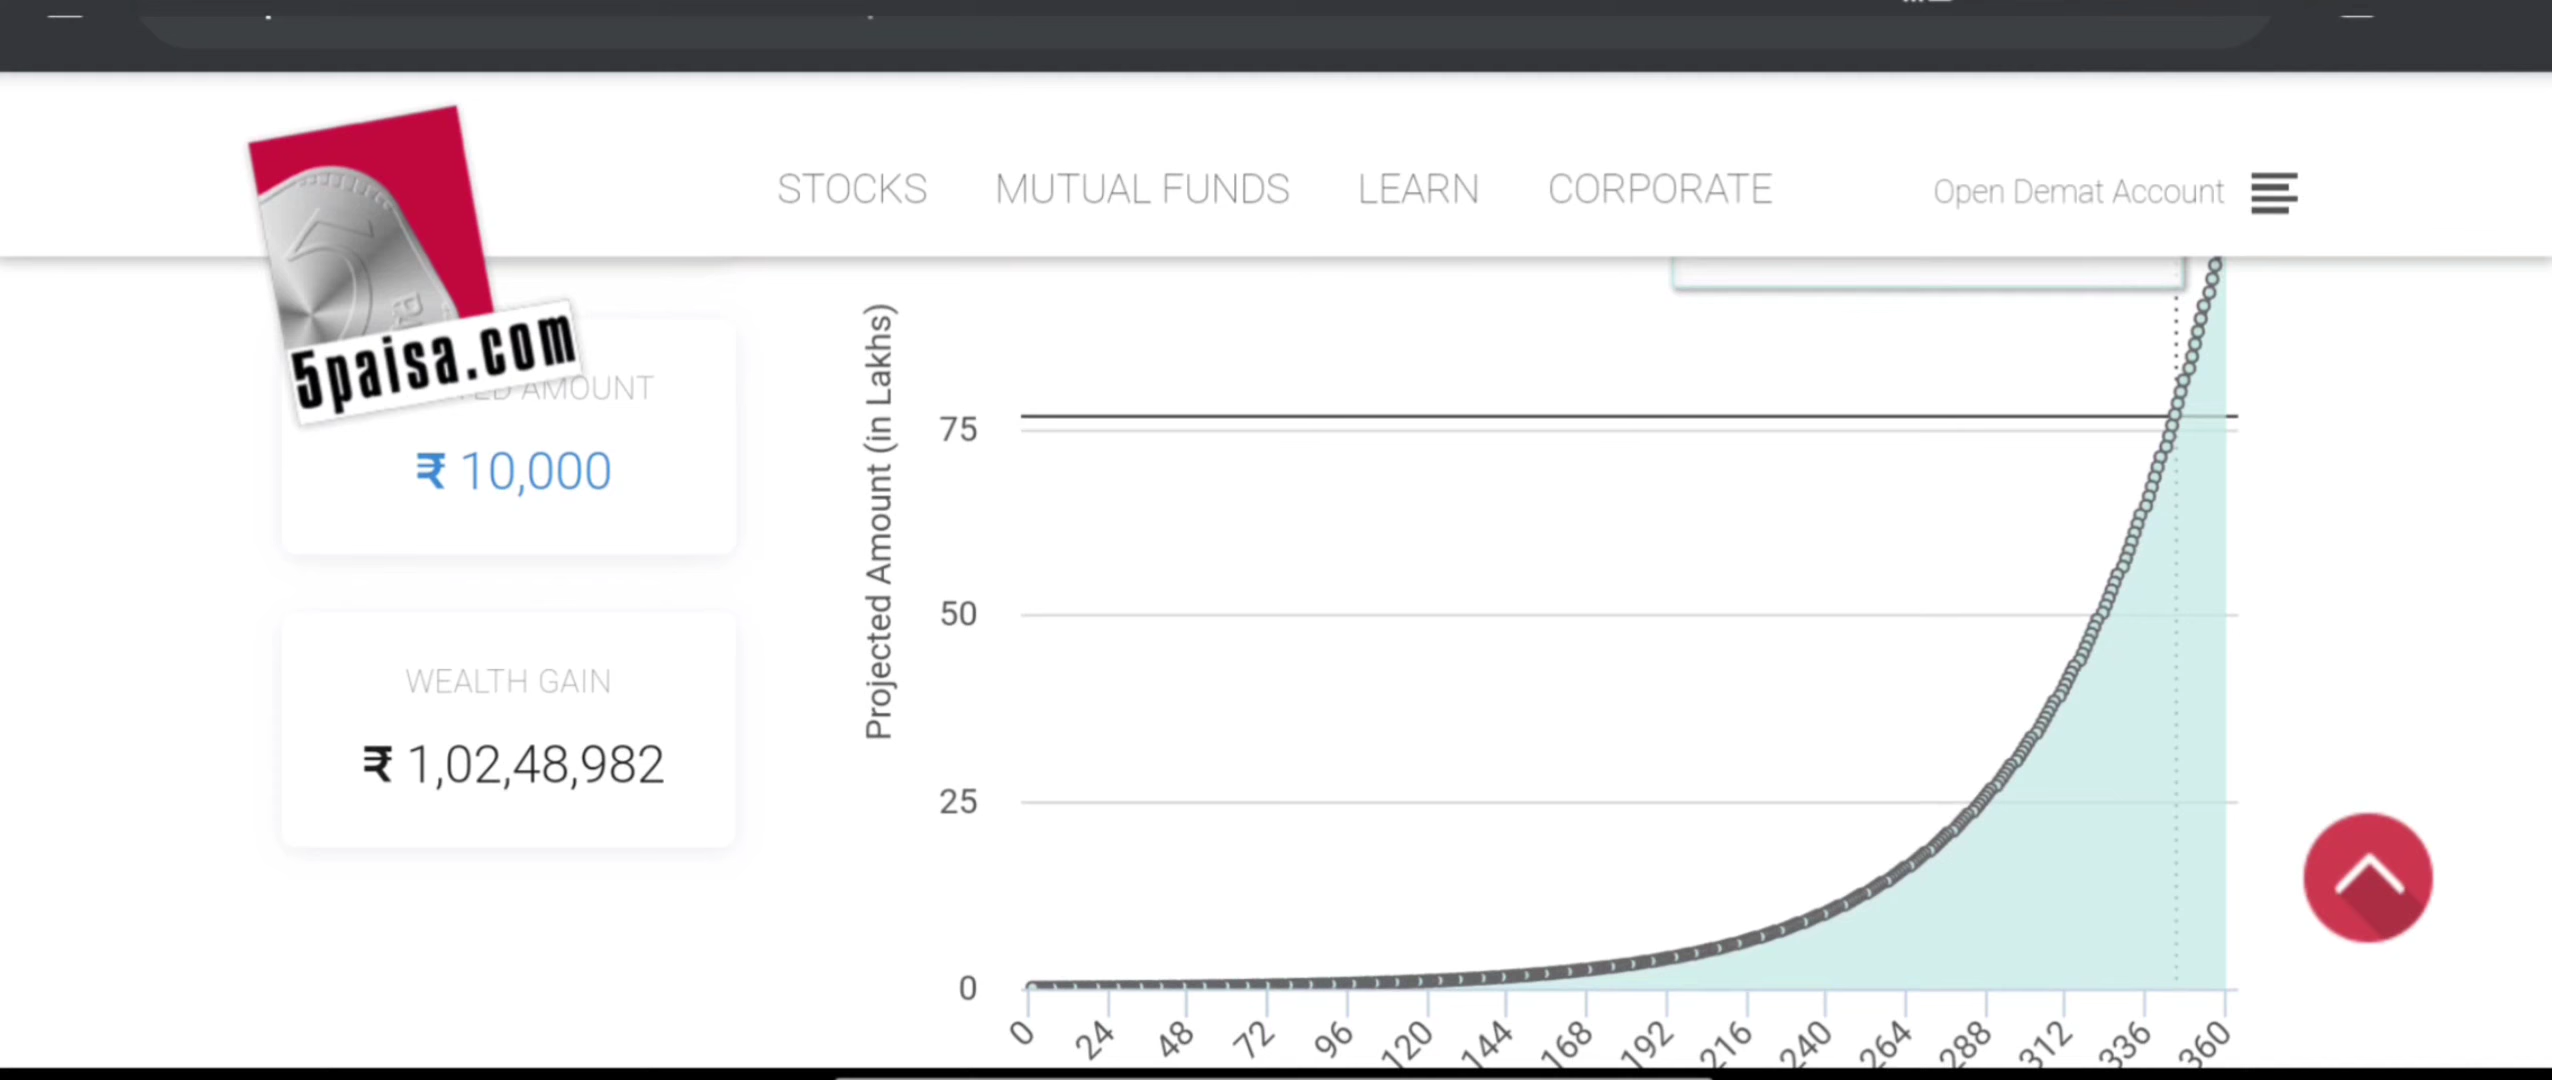 STOCKS MUTUAL FUNDS LEARN CORPORATE Open Demat Account
5paisa.com
AMOUNT
₹ 10,000
WEALTH GAIN
₹ 1,02,48,982
Projected Amount (in Lakhs)
75
50
25
0
0 24 48 72 96 120 144 168 192 216 240 264 288 312 336 360